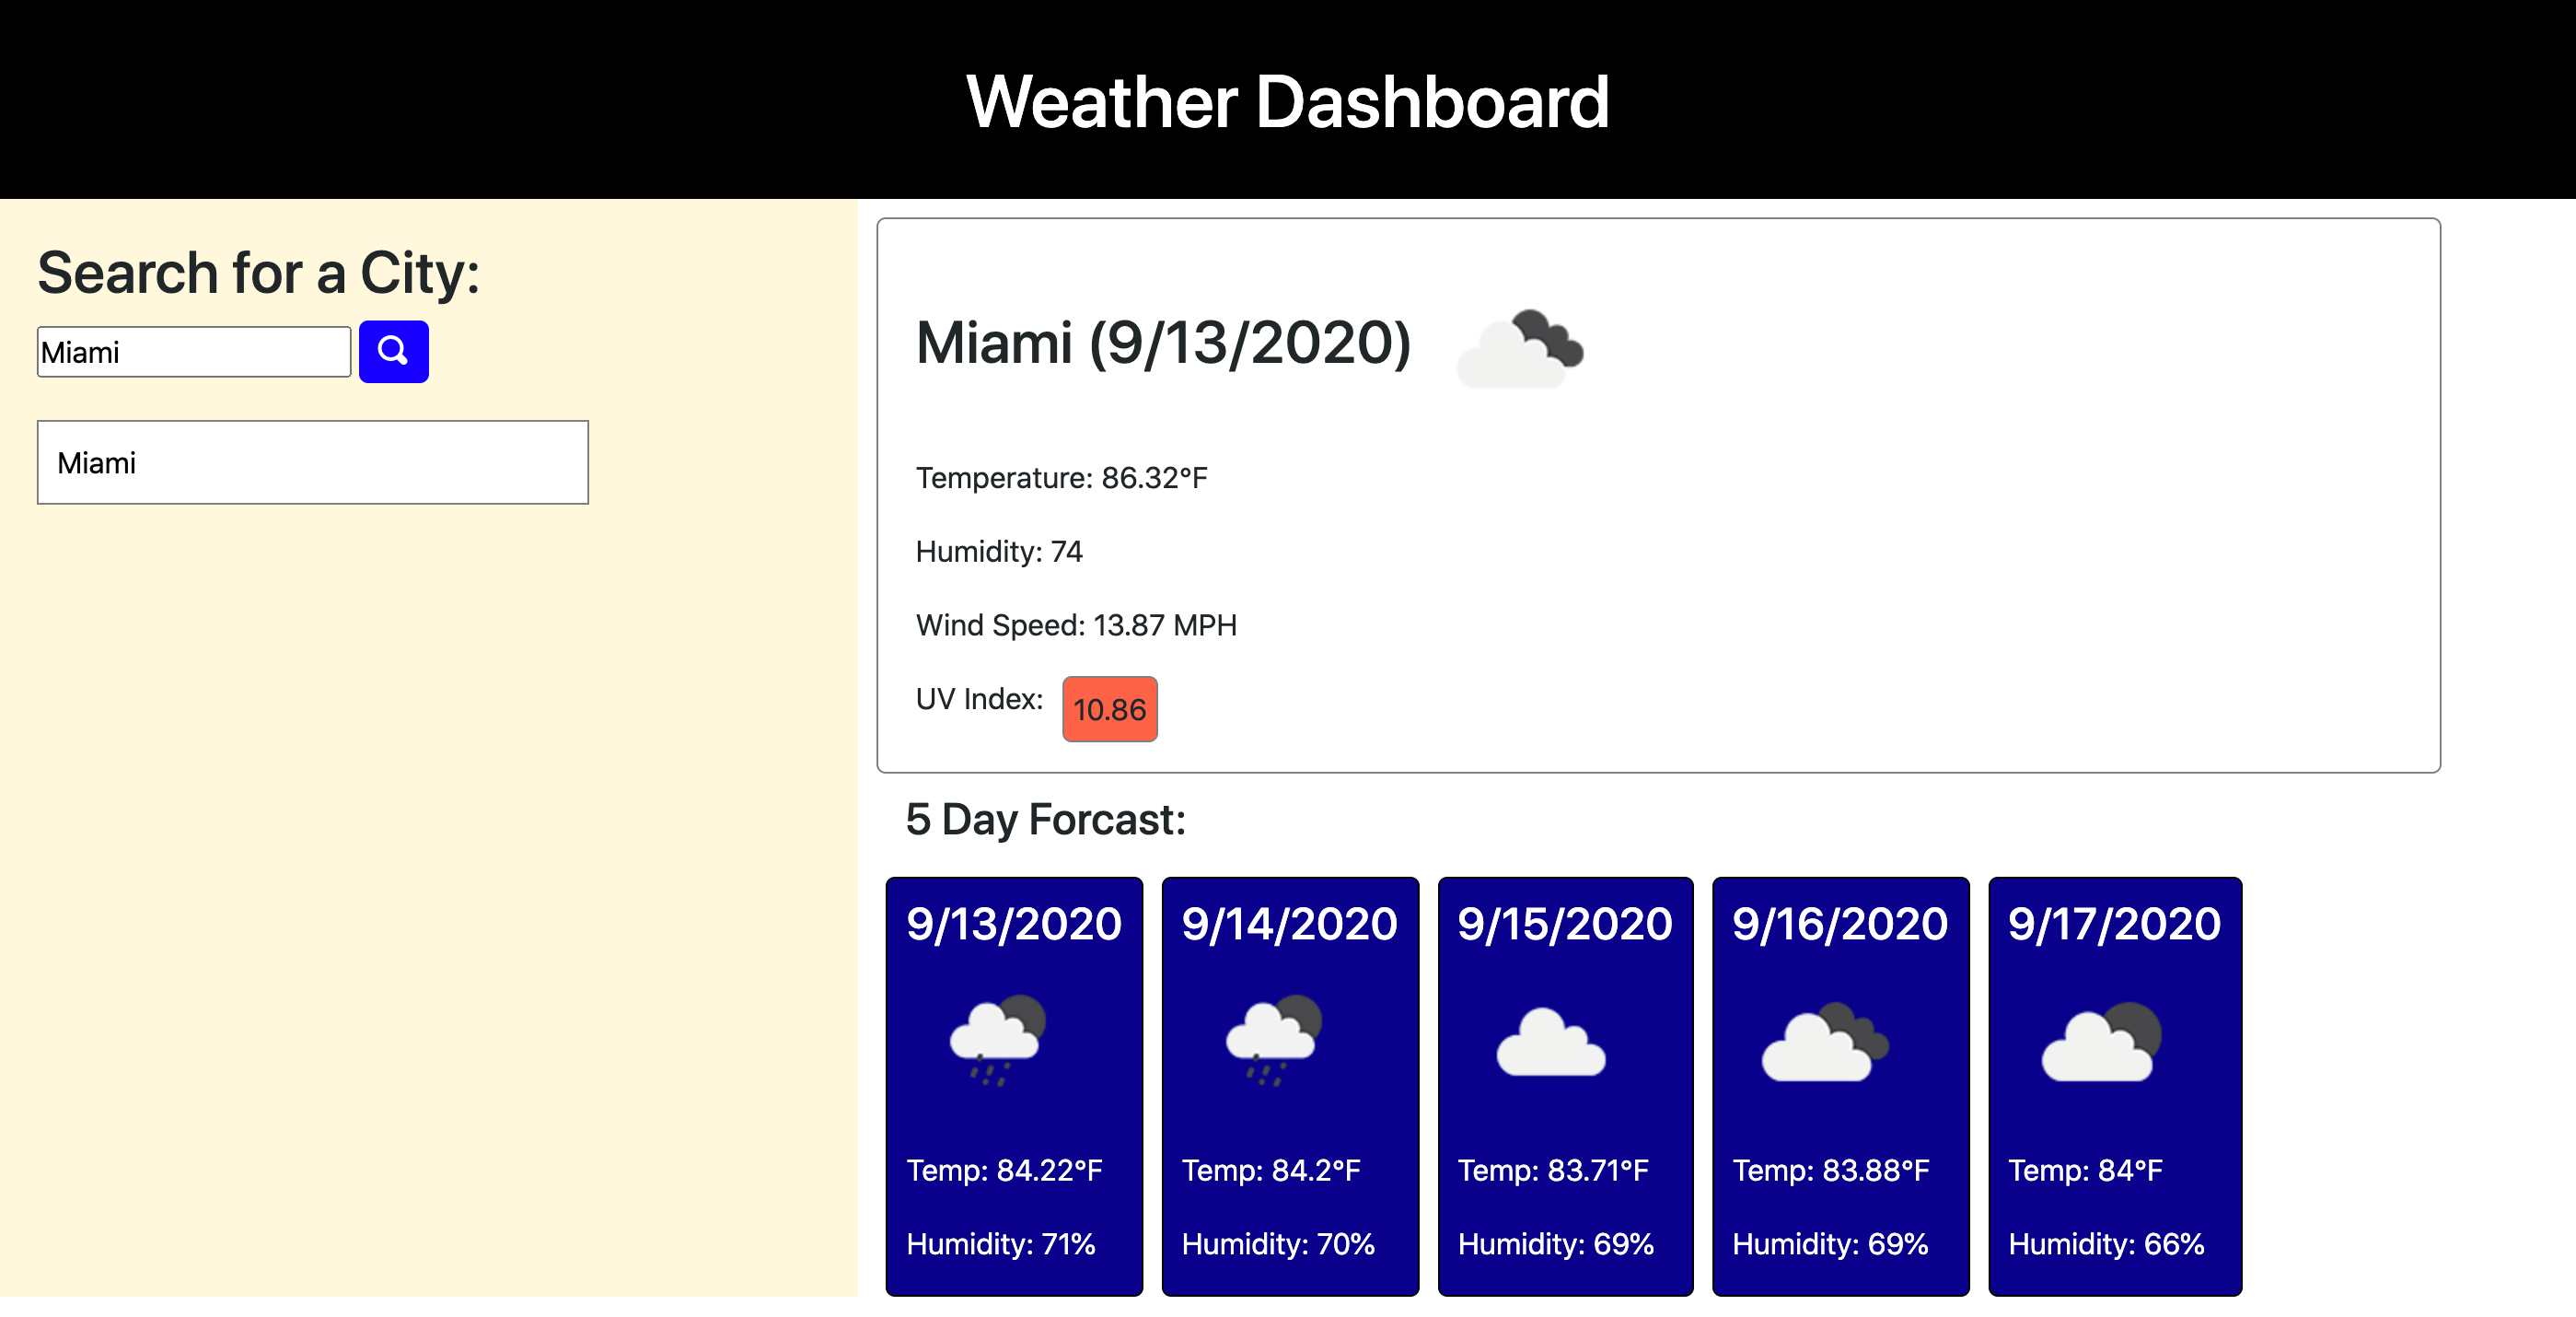 Weather Dashboard
Search for a City:
Miami
Miami
Miami (9/13/2020)
Temperature: 86.32°F
Humidity: 74
Wind Speed: 13.87 MPH
UV Index: 10.86
5 Day Forcast:
9/13/2020
Temp: 84.22°F
Humidity: 71%
9/14/2020
Temp: 84.2°F
Humidity: 70%
9/15/2020
Temp: 83.71°F
Humidity: 69%
9/16/2020
Temp: 83.88°F
Humidity: 69%
9/17/2020
Temp: 84°F
Humidity: 66%